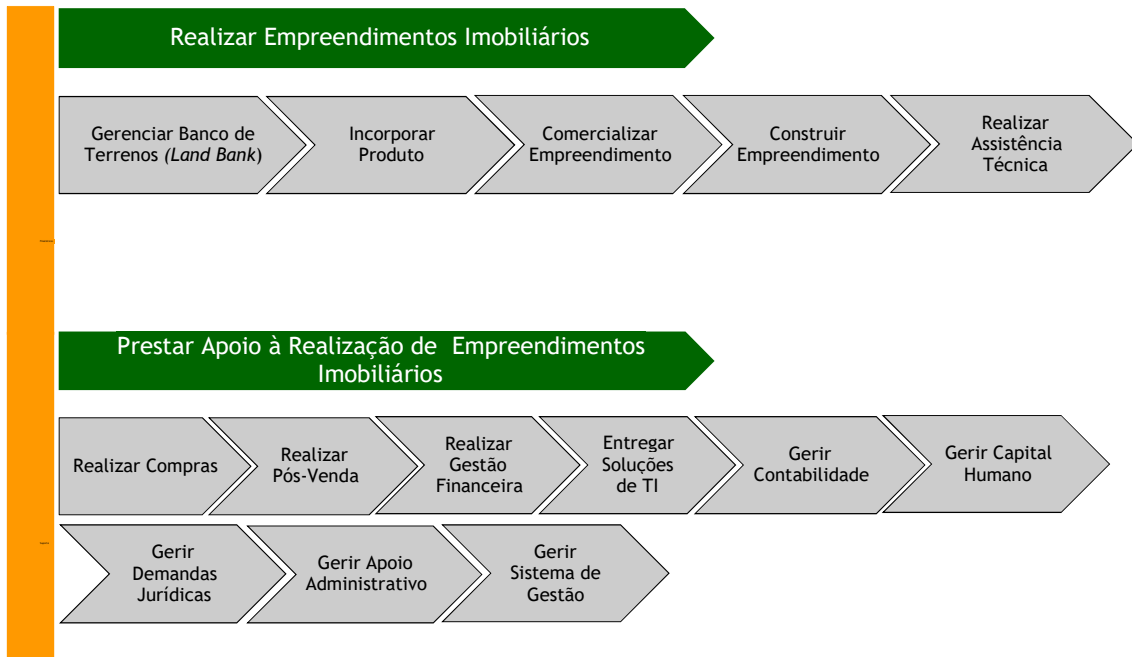 Realizar Empreendimentos Imobiliários
Gerenciar Banco de
Terrenos (Land Bank)
Incorporar
Produto
Comercializar
Empreendimento
Construir
Empreendimento
Realizar
Assistência
Técnica
Prestar Apoio à Realização de Empreendimentos
Imobiliários
Realizar Compras
Realizar
Pós-Venda
Realizar
Gestão
Financeira
Entregar
Soluções
de TI
Gerir
Contabilidade
Gerir Capital
Humano
Gerir
Demandas
Jurídicas
Gerir Apoio
Administrativo
Gerir
Sistema de
Gestão